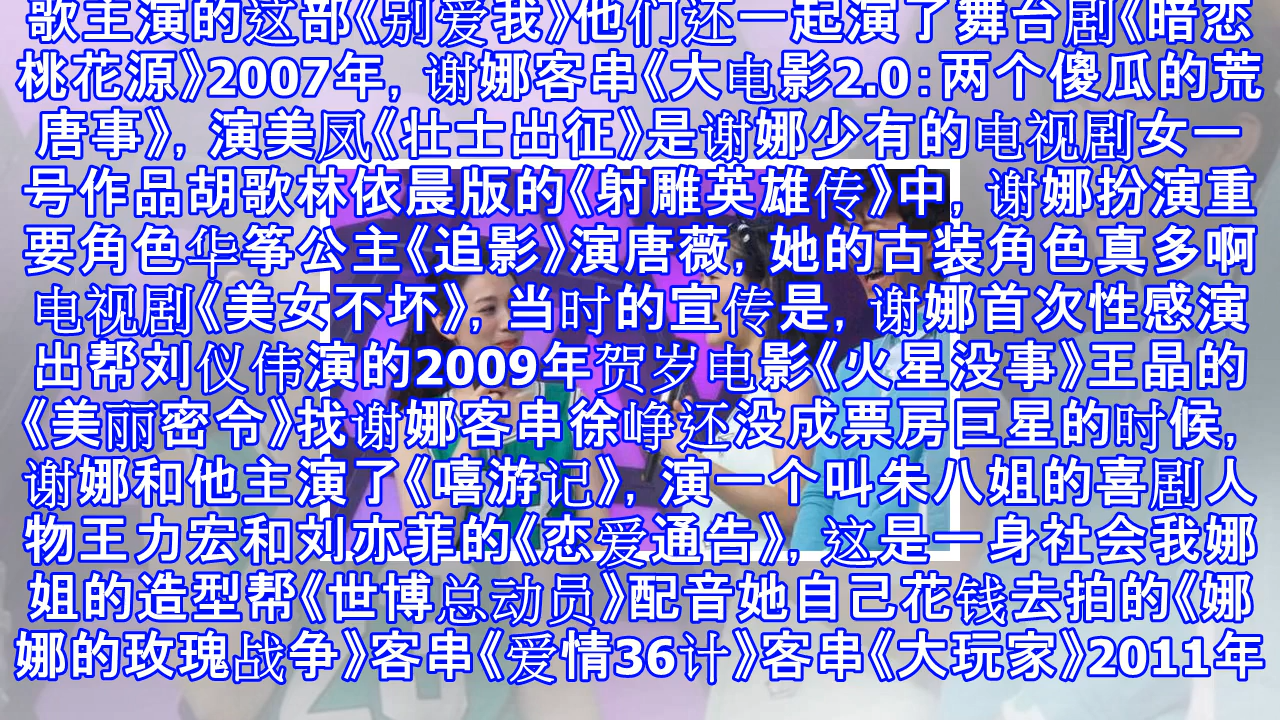 歌主演的这部《别爱我》他们还一起演了舞台剧《暗恋
桃花源》2007年，谢娜客串《大电影2.0：两个傻瓜的荒
唐事》，演美凤《壮士出征》是谢娜少有的电视剧女一
号作品胡歌林依晨版的《射雕英雄传》中，谢娜扮演重
要角色华筝公主《追影》演唐薇，她的古装角色真多啊
电视剧《美女不坏》，当时的宣传是，谢娜首次性感演
出帮刘仪伟演的2009年贺岁电影《火星没事》王晶的
《美丽密令》找谢娜客串徐峥还没成票房巨星的时候，
谢娜和他主演了《嘻游记》，演一个叫朱八姐的喜剧人
物王力宏和刘亦菲的《恋爱通告》，这是一身社会我娜
姐的造型帮《世博总动员》配音她自己花钱去拍的《娜
娜的玫瑰战争》客串《爱情36计》客串《大玩家》2011年